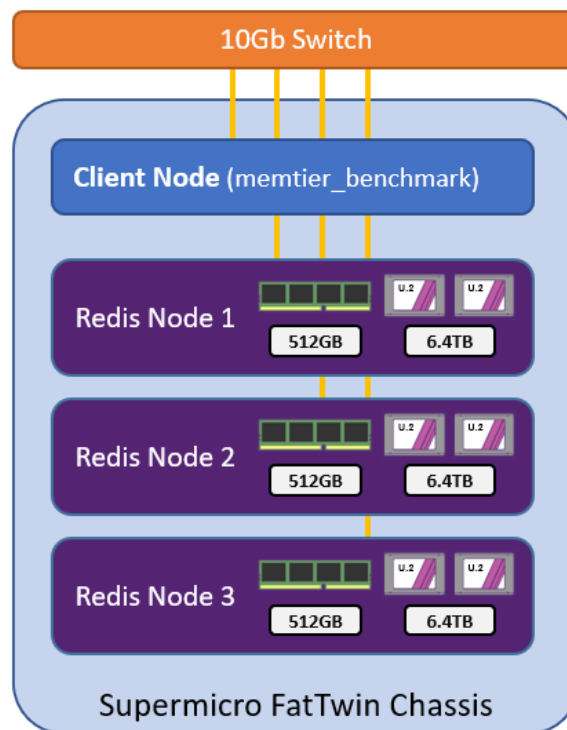 10Gb Switch
Client Node (memtier_benchmark)
Redis Node 1
U.2 U.2
512GB 6.4TB
Redis Node 2
U.2 U.2
512GB 6.4TB
Redis Node 3
U.2 U.2
512GB 6.4TB
Supermicro FatTwin Chassis